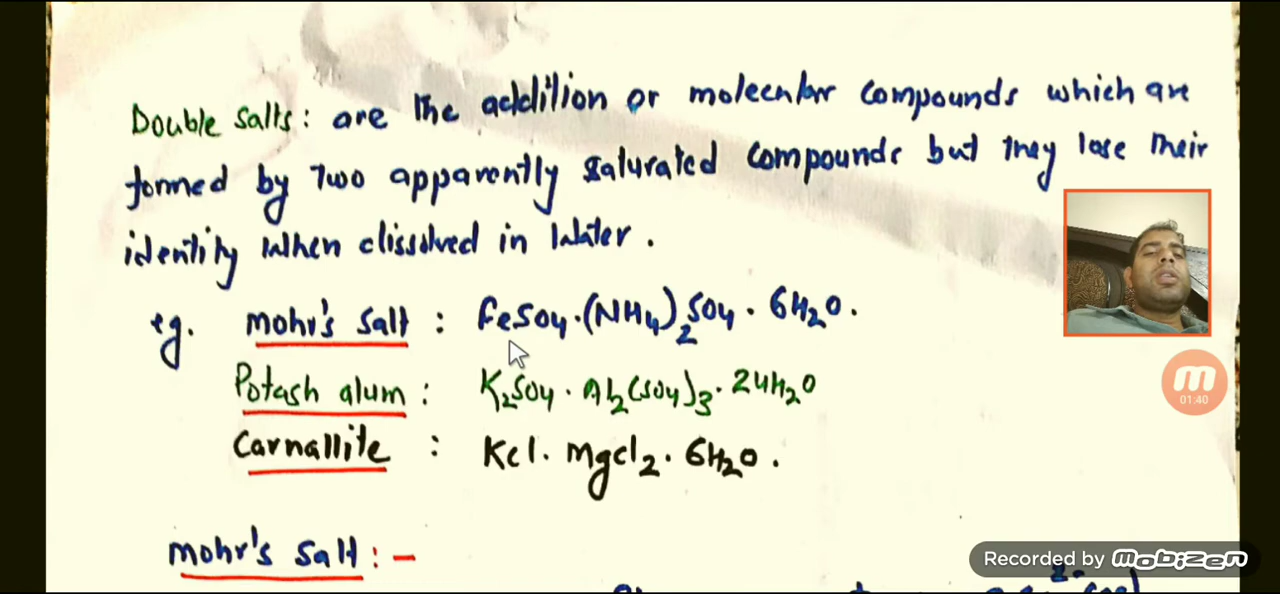 Double Salts: are the addition or molecular compounds which are
formed by two apparently saturated compounds but they lose their
identity when dissolved in water.
eg. Mohr's Salt : FeSO4.(NH4)2SO4.6H2O.
Potash alum : K2SO4.Al2(SO4)3.24H2O
Carnallite : KCl.MgCl2.6H2O.
Mohr's Salt :-
01:40
Recorded by Mobizen